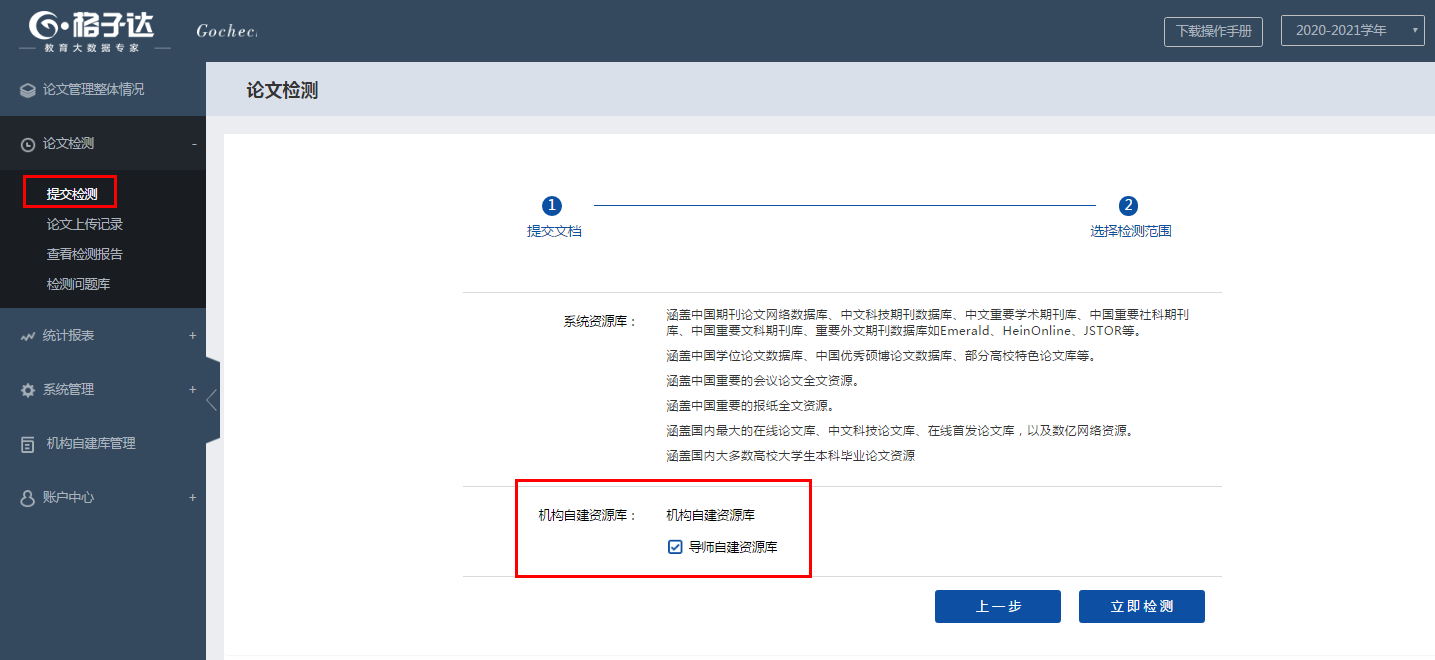 格子达
教育大数据专家
Gochec
下载操作手册
2020-2021学年
论文管理整体情况
论文检测
-
提交检测
论文上传记录
查看检测报告
检测问题库
统计报表
+
系统管理
+
机构自建库管理
账户中心
+
论文检测
1
2
提交文档
选择检测范围
系统资源库：
涵盖中国期刊论文网络数据库、中文科技期刊数据库、中文重要学术期刊库、中国重要社科期刊
库、中国重要文科期刊库、重要外文期刊数据库如Emerald、HeinOnline、JSTOR等。
涵盖中国学位论文数据库、中国优秀硕博论文数据库、部分高校特色论文库等。
涵盖中国重要的会议论文全文资源。
涵盖中国重要的报纸全文资源。
涵盖国内最大的在线论文库、中文科技论文库、在线首发论文库，以及数亿网络资源。
涵盖国内大多数高校大学生本科毕业论文资源
机构自建资源库：
机构自建资源库
导师自建资源库
上一步
立即检测